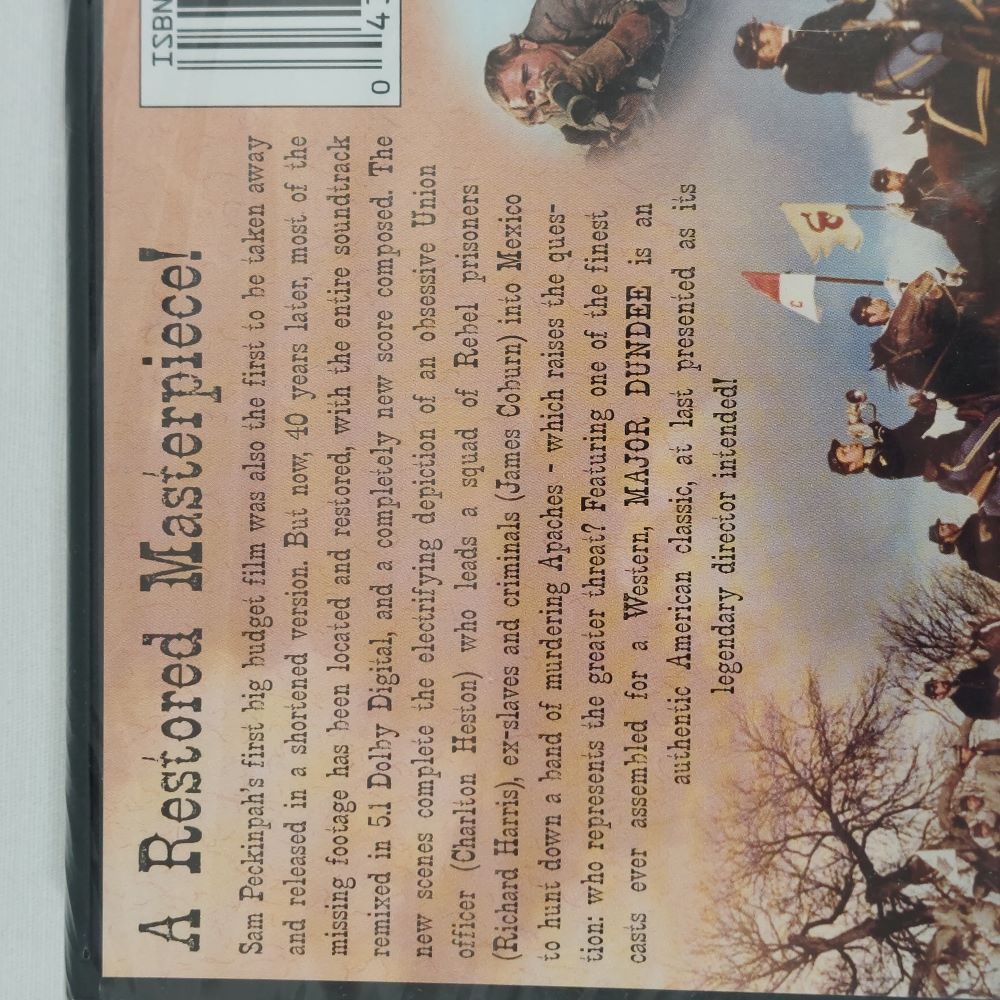 A Restored Masterpiece!
Sam Peckinpah's first big budget film was also the first to be taken away
and released in a shortened version. But now, 40 years later, most of the
missing footage has been located and restored, with the entire soundtrack
remixed in 5.1 Dolby Digital, and a completely new score composed. The
new scenes complete the electrifying depiction of an obsessive Union
officer (Charlton Heston) who leads a squad of Rebel prisoners
(Richard Harris), ex-slaves and criminals (James Coburn) into Mexico
to hunt down a band of murdering Apaches - which raises the ques-
tion: who represents the greater threat? Featuring one of the finest
casts ever assembled for a Western, MAJOR DUNDEE is an
authentic American classic, at last presented as its
legendary director intended!
ISBN
0 4
C